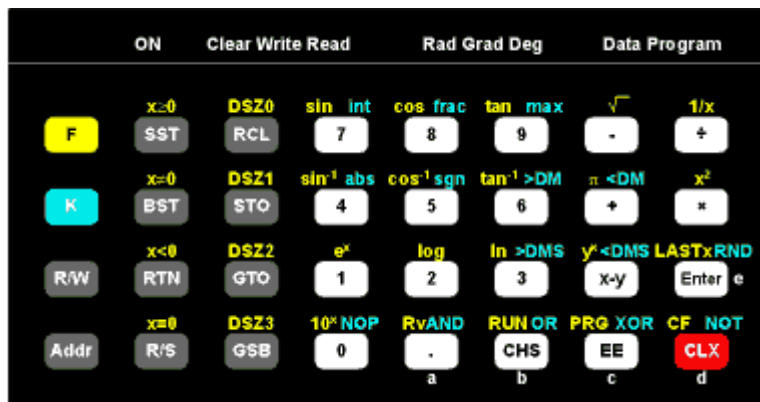 ON Clear Write Read Rad Grad Deg Data Program
x≥0 DSZ0 sin int cos frac tan max √ 1/x
F SST RCL 7 8 9 - ÷
x≠0 DSZ1 sin⁻¹ abs cos⁻¹ sgn tan⁻¹ >DM π <DM x²
K BST STO 4 5 6 + ×
x<0 DSZ2 eˣ log ln >DMS yˣ <DMS LASTx RND
R/W RTN GTO 1 2 3 x-y Enter e
x=0 DSZ3 10ˣ NOP RvAND RUN OR PRG XOR CF NOT
Addr R/S GSB 0 . CHS EE CLX
a b c d